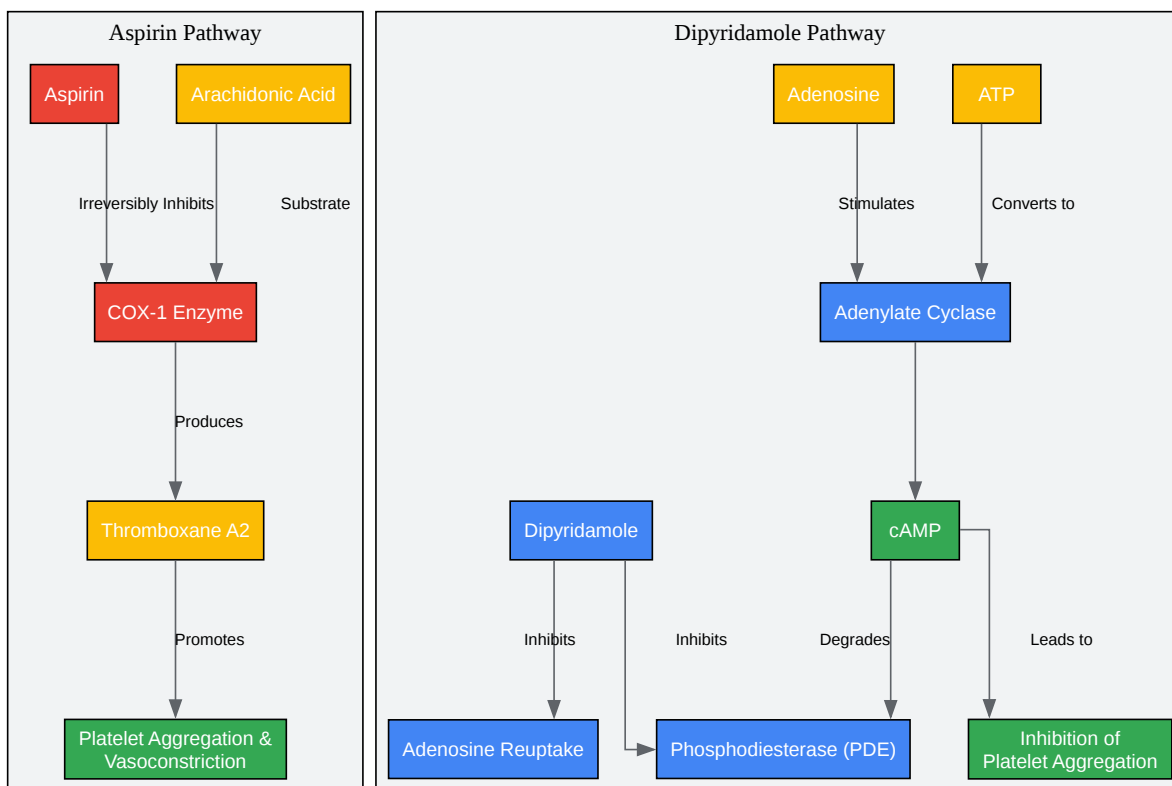 Aspirin Pathway
Aspirin
Arachidonic Acid
Irreversibly Inhibits
Substrate
COX-1 Enzyme
Produces
Thromboxane A2
Promotes
Platelet Aggregation &
Vasoconstriction
Dipyridamole Pathway
Adenosine
ATP
Stimulates
Converts to
Adenylate Cyclase
Dipyridamole
cAMP
Inhibits
Inhibits
Degrades
Leads to
Adenosine Reuptake
Phosphodiesterase (PDE)
Inhibition of
Platelet Aggregation